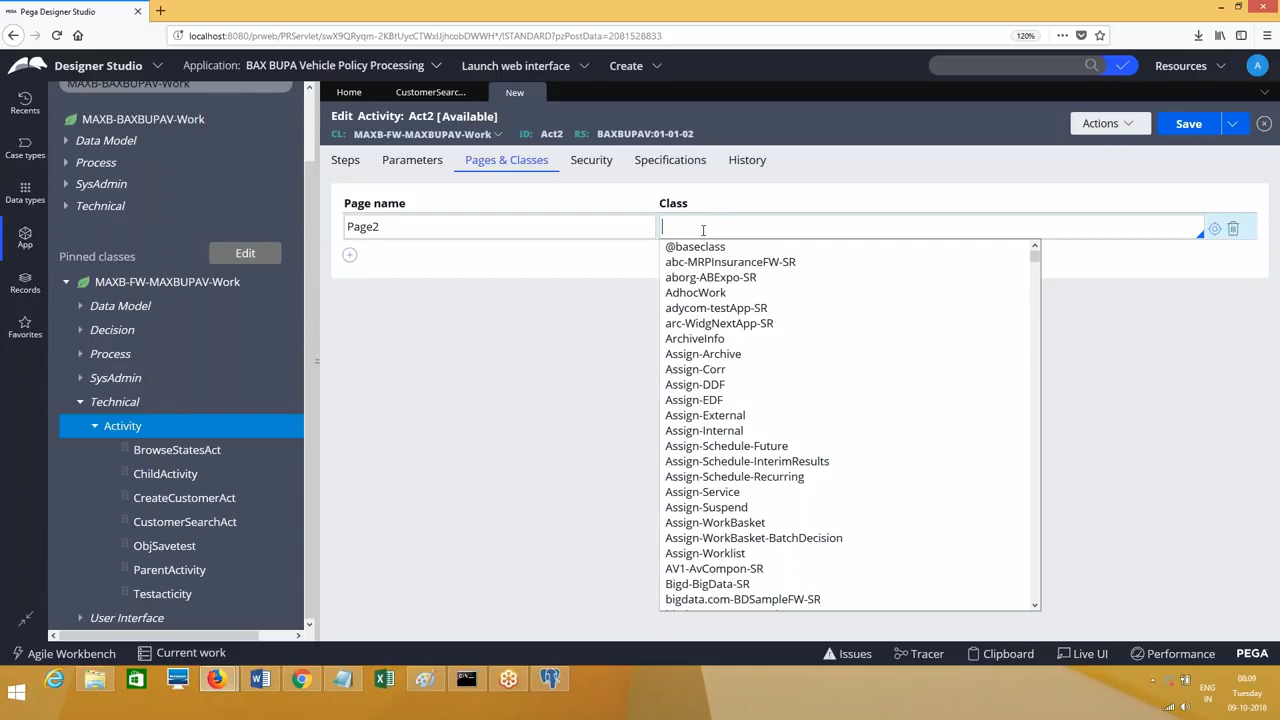 Pega Designer Studio
localhost:8080/prweb/PRServlet/
120%
Designer Studio
Application: BAX BUPA Vehicle Policy Processing
Launch web interface
Create
Resources
A
MAXB-BAXBUPAV-Work
Home
CustomerSearc...
New
Recents
Case types
Data types
App
Records
Favorites
MAXB-BAXBUPAV-Work
Data Model
Process
SysAdmin
Technical
Pinned classes
Edit
MAXB-FW-MAXBUPAV-Work
Data Model
Decision
Process
SysAdmin
Technical
Activity
BrowseStatesAct
ChildActivity
CreateCustomerAct
CustomerSearchAct
ObjSavetest
ParentActivity
Testacticity
User Interface
Edit Activity: Act2 [Available]
CL: MAXB-FW-MAXBUPAV-Work ID: Act2 RS: BAXBUPAV:01-01-02
Actions
Save
Steps
Parameters
Pages & Classes
Security
Specifications
History
Page name
Class
Page2
@baseclass
abc-MRPInsuranceFW-SR
aborg-ABExpo-SR
AdhocWork
adycom-testApp-SR
arc-WidgNextApp-SR
ArchiveInfo
Assign-Archive
Assign-Corr
Assign-DDF
Assign-EDF
Assign-External
Assign-Internal
Assign-Schedule-Future
Assign-Schedule-InterimResults
Assign-Schedule-Recurring
Assign-Service
Assign-Suspend
Assign-WorkBasket
Assign-WorkBasket-BatchDecision
Assign-Worklist
AV1-AvCompon-SR
Bigd-BigData-SR
bigdata.com-BDSampleFW-SR
Agile Workbench
Current work
Issues
Tracer
Clipboard
Live UI
Performance
PEGA
ENG
IN
08:09
Tuesday
09-10-2018